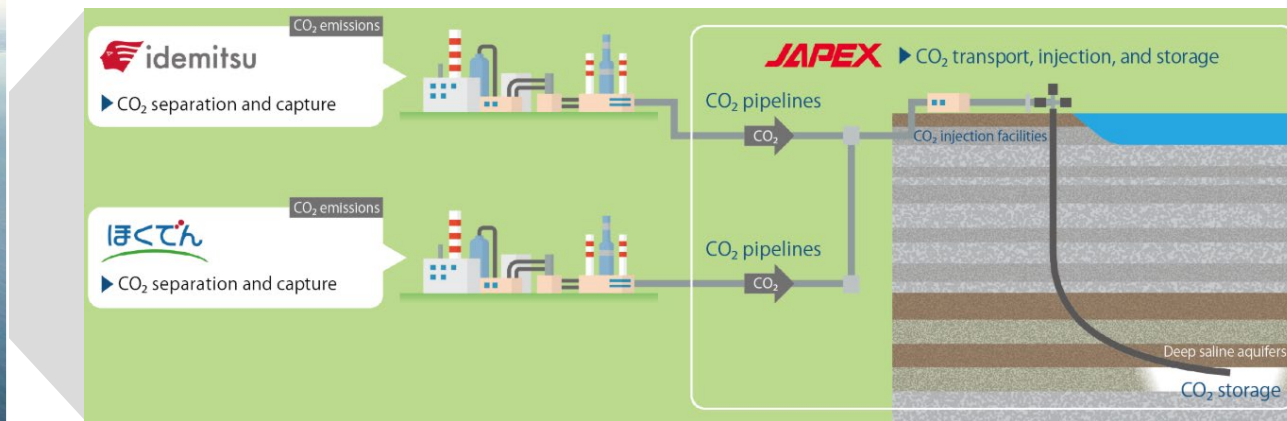 CO₂ emissions
idemitsu
▶ CO₂ separation and capture
JAPEX ▶ CO₂ transport, injection, and storage
CO₂ pipelines
CO₂
CO₂ injection facilities
CO₂ emissions
ほくでん
▶ CO₂ separation and capture
CO₂ pipelines
CO₂
Deep saline aquifers
CO₂ storage